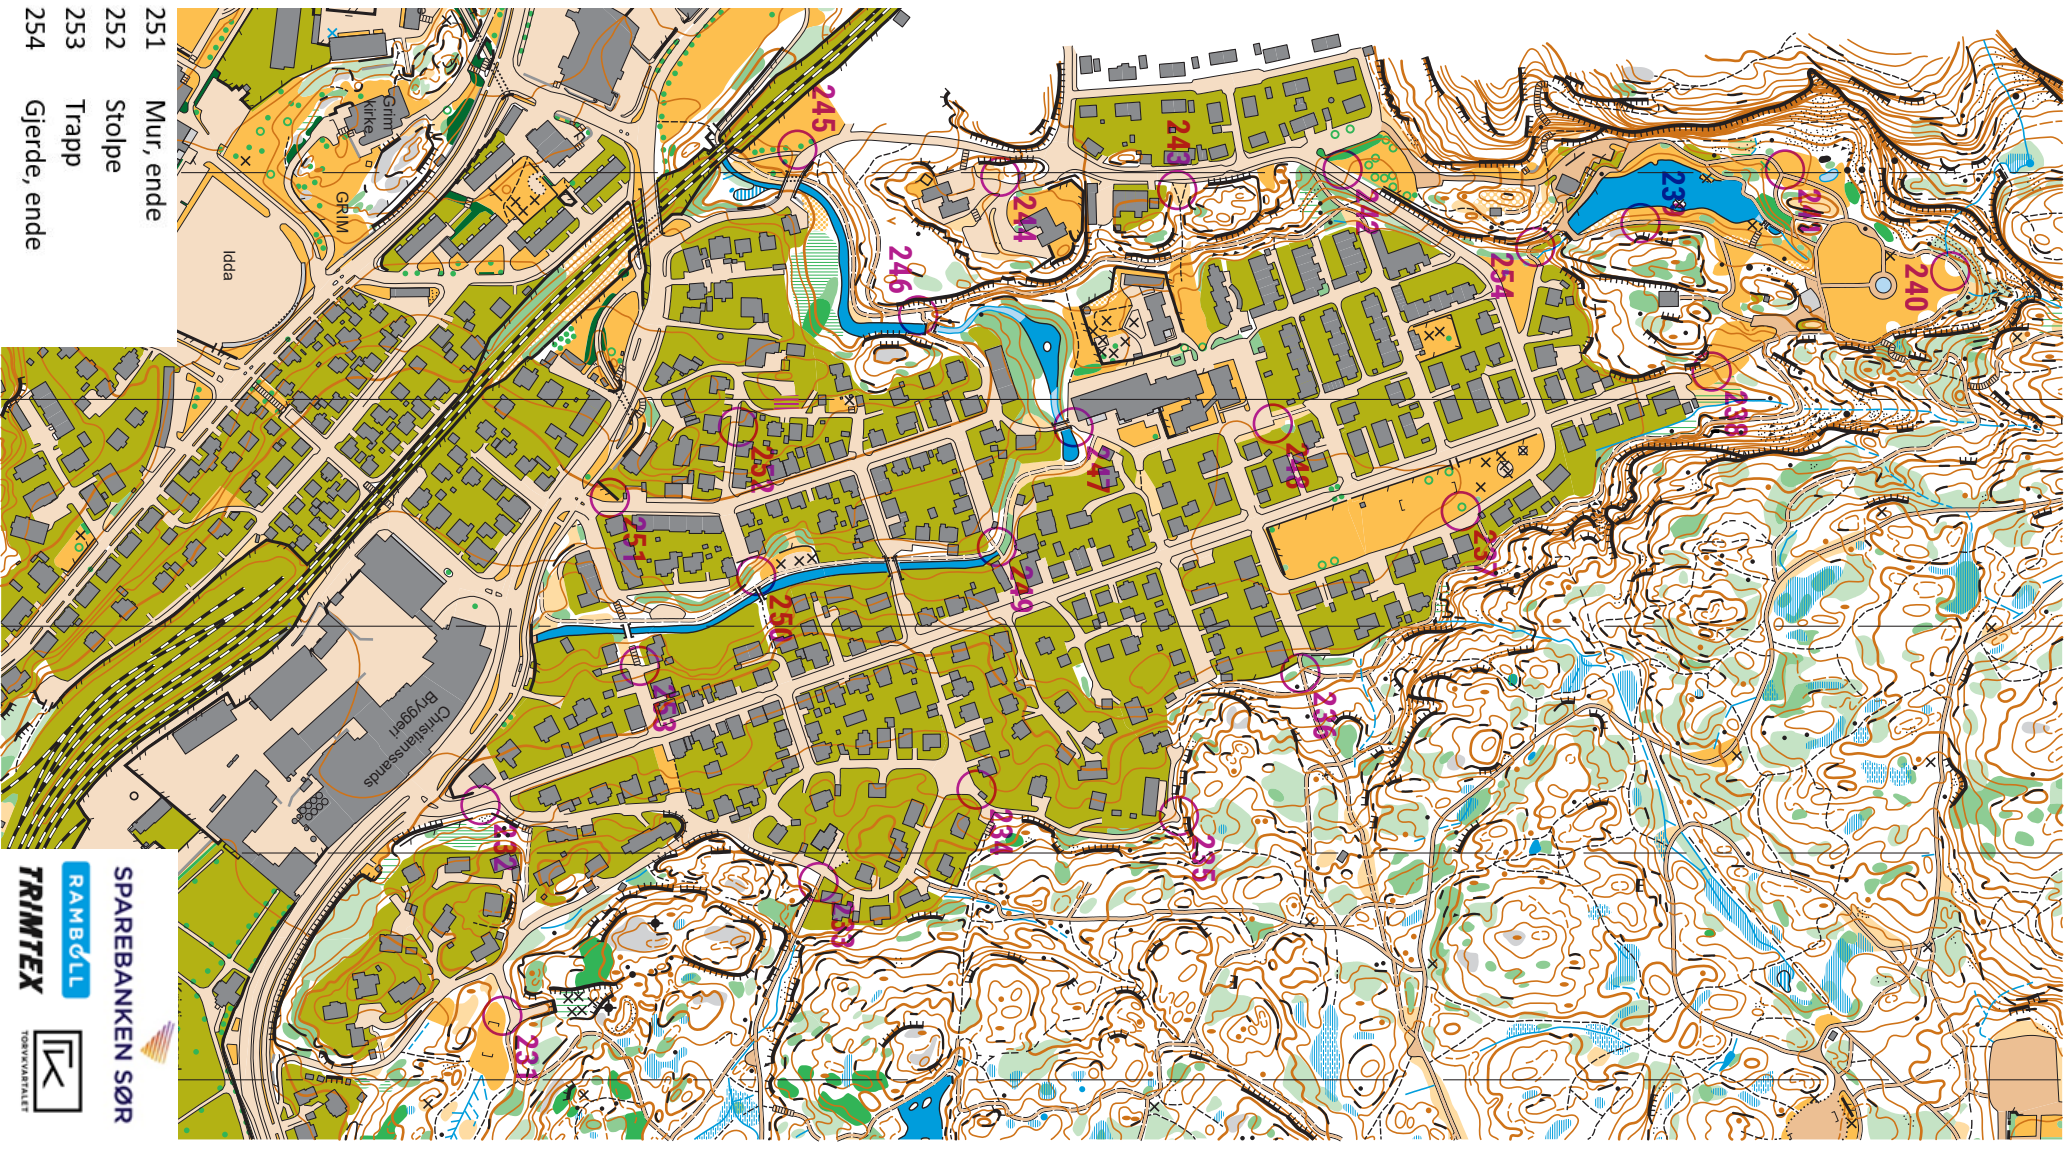 251 Mur, ende
252 Stolpe
253 Trapp
254 Gjerde, ende
Grim
kirke
GRIM
Idda
Christianssands
Bryggeri
245
243
244
246
242
239
241
240
254
238
247
248
237
252
251
249
250
253
236
232
234
235
233
231
SPAREBANKEN SØR
RAMBOLL
TRIMTEX
TORVKVARTALET